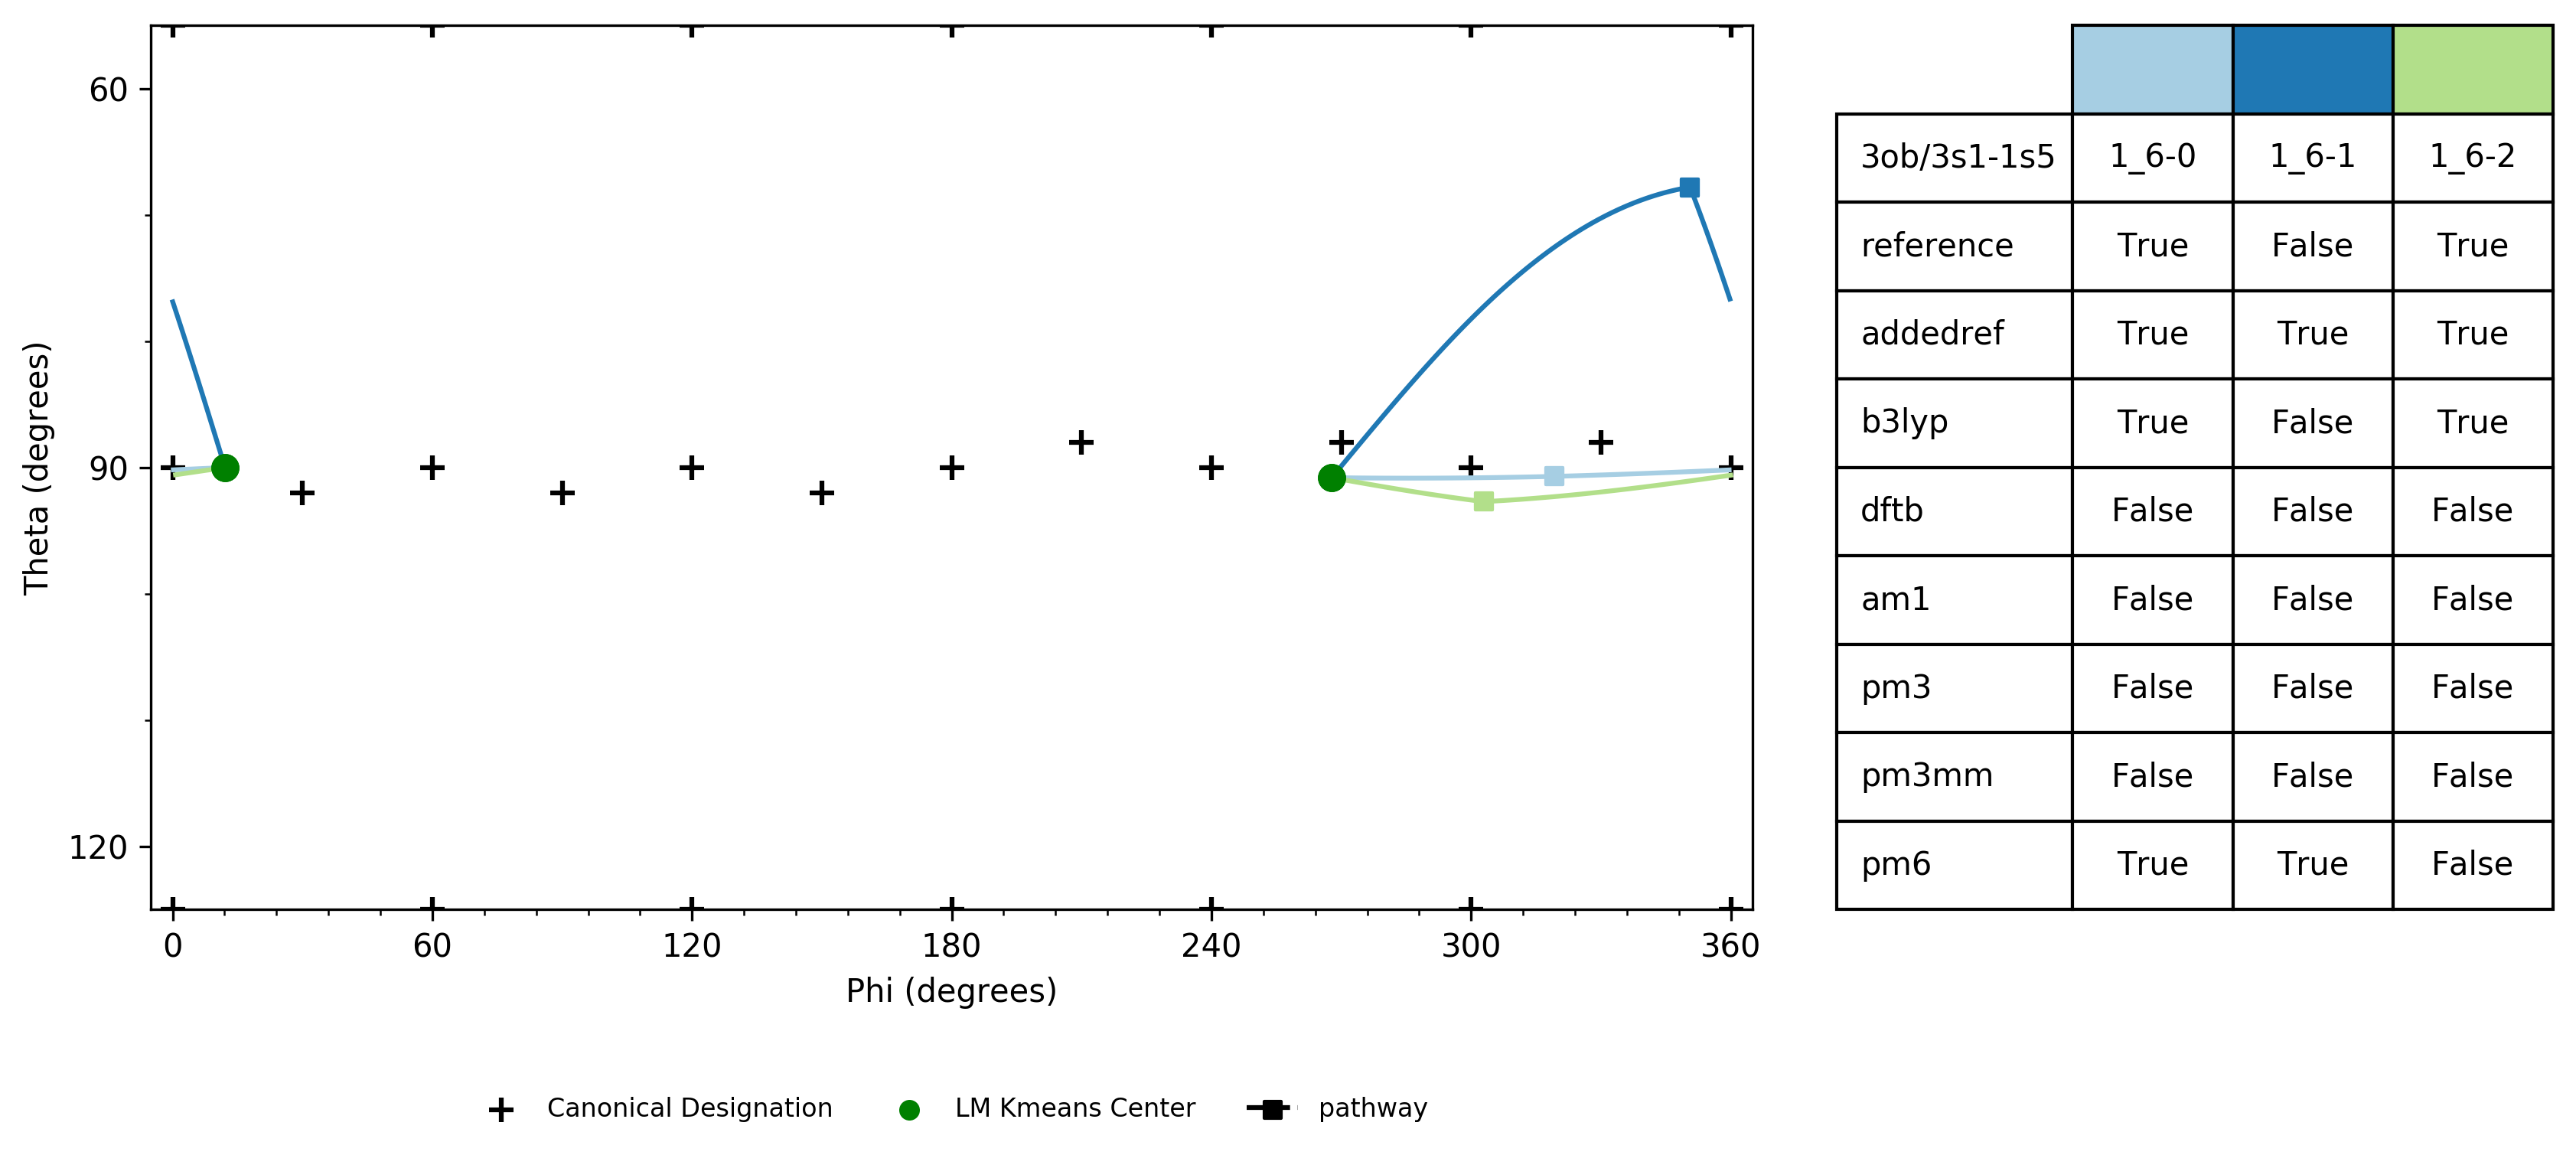 60
90
120
Theta (degrees)
0 60 120 180 240 300 360
Phi (degrees)
Canonical Designation LM Kmeans Center pathway
3ob/3s1-1s5 1_6-0 1_6-1 1_6-2
reference True False True
addedref True True True
b3lyp True False True
dftb False False False
am1 False False False
pm3 False False False
pm3mm False False False
pm6 True True False